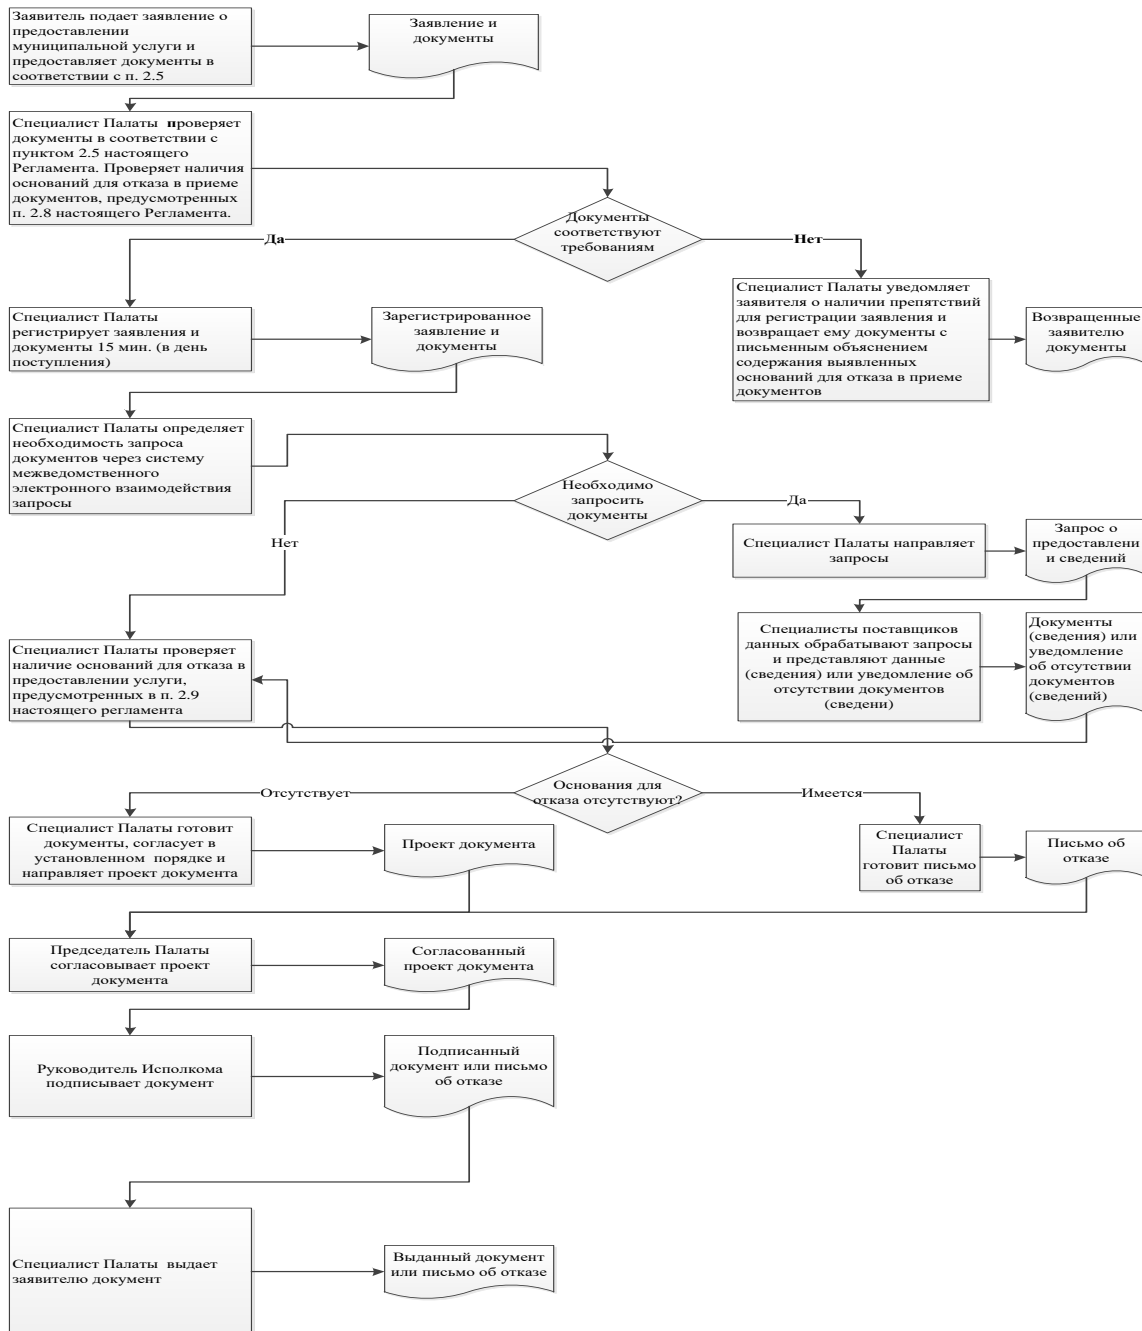 Заявитель подает заявление о
предоставлении
муниципальной услуги и
предоставляет документы в
соответствии с п. 2.5
Заявление и
документы
Специалист Палаты проверяет
документы в соответствии с
пунктом 2.5 настоящего
Регламента. Проверяет наличия
оснований для отказа в приеме
документов, предусмотренных
п. 2.8 настоящего Регламента.
Документы
соответствуют
требованиям
Да
Нет
Специалист Палаты
регистрирует заявления и
документы 15 мин. (в день
поступления)
Зарегистрированное
заявление и
документы
Специалист Палаты уведомляет
заявителя о наличии препятствий
для регистрации заявления и
возвращает ему документы с
письменным объяснением
содержания выявленных
оснований для отказа в приеме
документов
Возвращенные
заявителю
документы
Специалист Палаты определяет
необходимость запроса
документов через систему
межведомственного
электронного взаимодействия
запросы
Необходимо
запросить
документы
Да
Нет
Специалист Палаты направляет
запросы
Запрос о
предоставлени
и сведений
Специалисты поставщиков
данных обрабатывают запросы
и представляют данные
(сведения) или уведомление об
отсутствии документов
(сведени)
Документы
(сведения) или
уведомление
об отсутствии
документов
(сведений)
Специалист Палаты проверяет
наличие оснований для отказа в
предоставлении услуги,
предусмотренных в п. 2.9
настоящего регламента
Основания для
отказа отсутствуют?
Отсутствует
Имеется
Специалист Палаты готовит
документы, согласует в
установленном порядке и
направляет проект документа
Проект документа
Специалист
Палаты
готовит письмо
об отказе
Письмо об
отказе
Председатель Палаты
согласовывает проект
документа
Согласованный
проект документа
Руководитель Исполкома
подписывает документ
Подписанный
документ или письмо
об отказе
Специалист Палаты выдает
заявителю документ
Выданный документ
или письмо об отказе